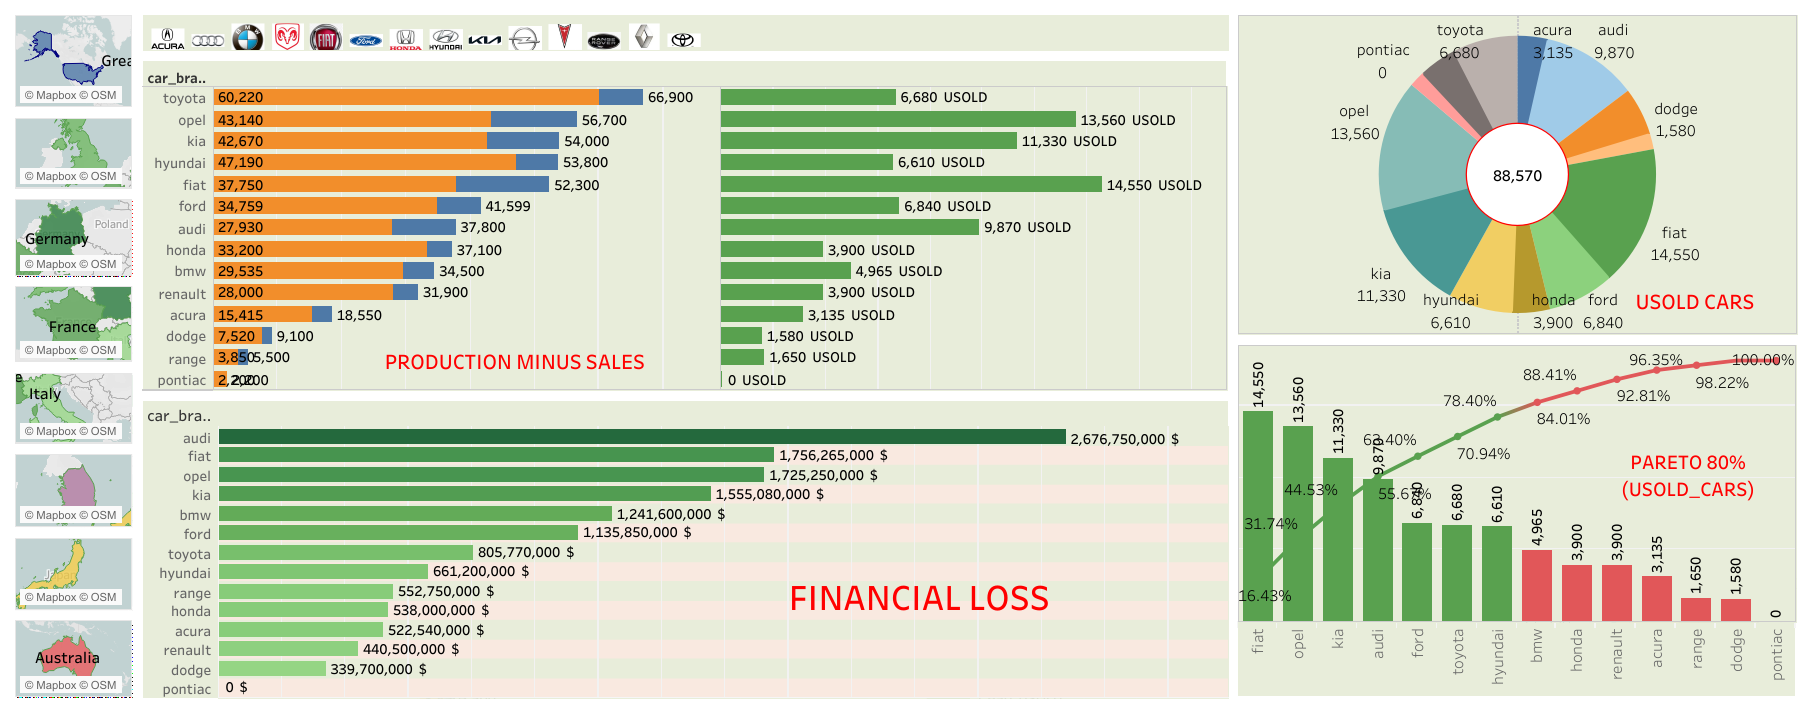 Grea
© Mapbox © OSM
© Mapbox © OSM
Poland
Germany
© Mapbox © OSM
France
© Mapbox © OSM
e
Italy
© Mapbox © OSM
© Mapbox © OSM
© Mapbox © OSM
Australia
© Mapbox © OSM
ACURA
BMW
FIAT
Ford
HONDA
HYUNDAI
KIA
RANGE ROVER
car_bra..
toyota 60,220 66,900 6,680 USOLD
opel 43,140 56,700 13,560 USOLD
kia 42,670 54,000 11,330 USOLD
hyundai 47,190 53,800 6,610 USOLD
fiat 37,750 52,300 14,550 USOLD
ford 34,759 41,599 6,840 USOLD
audi 27,930 37,800 9,870 USOLD
honda 33,200 37,100 3,900 USOLD
bmw 29,535 34,500 4,965 USOLD
renault 28,000 31,900 3,900 USOLD
acura 15,415 18,550 3,135 USOLD
dodge 7,520 9,100 1,580 USOLD
range 3,850 5,500 1,650 USOLD
pontiac 2,200 2,200 0 USOLD
PRODUCTION MINUS SALES
car_bra..
audi 2,676,750,000 $
fiat 1,756,265,000 $
opel 1,725,250,000 $
kia 1,555,080,000 $
bmw 1,241,600,000 $
ford 1,135,850,000 $
toyota 805,770,000 $
hyundai 661,200,000 $
range 552,750,000 $
honda 538,000,000 $
acura 522,540,000 $
renault 440,500,000 $
dodge 339,700,000 $
pontiac 0 $
FINANCIAL LOSS
toyota
6,680
acura
3,135
audi
9,870
pontiac
0
dodge
1,580
opel
13,560
88,570
fiat
14,550
kia
11,330
hyundai
6,610
honda
3,900
ford
6,840
USOLD CARS
14,550
13,560
11,330
9,870
6,840
6,680
6,610
4,965
3,900
3,900
3,135
1,650
1,580
0
16.43%
31.74%
44.53%
55.67%
63.40%
70.94%
78.40%
84.01%
88.41%
92.81%
96.35%
98.22%
100.00%
PARETO 80%
(USOLD_CARS)
fiat
opel
kia
audi
ford
toyota
hyundai
bmw
honda
renault
acura
range
dodge
pontiac